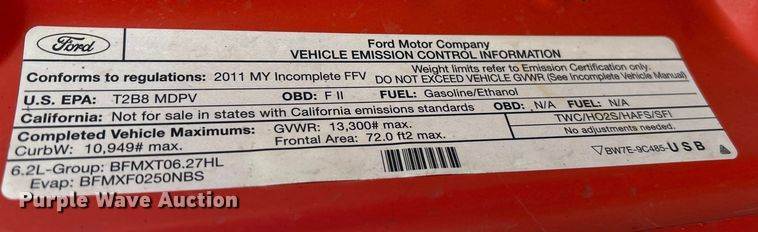 Ford
Ford Motor Company
VEHICLE EMISSION CONTROL INFORMATION
Conforms to regulations: 2011 MY Incomplete FFV
Weight limits refer to Emission Certification only.
DO NOT EXCEED VEHICLE GVWR (See Incomplete Vehicle Manual)
U.S. EPA: T2B8 MDPV OBD: F II FUEL: Gasoline/Ethanol
California: Not for sale in states with California emissions standards OBD: N/A FUEL: N/A
Completed Vehicle Maximums: GVWR: 13,300# max.
CurbW: 10,949# max. Frontal Area: 72.0 ft2 max.
TWC/HO2S/HAFS/SFI
No adjustments needed.
6.2L-Group: BFMXT06.27HL
Evap: BFMXF0250NBS
BW7E-9C485-USB
Purple Wave Auction